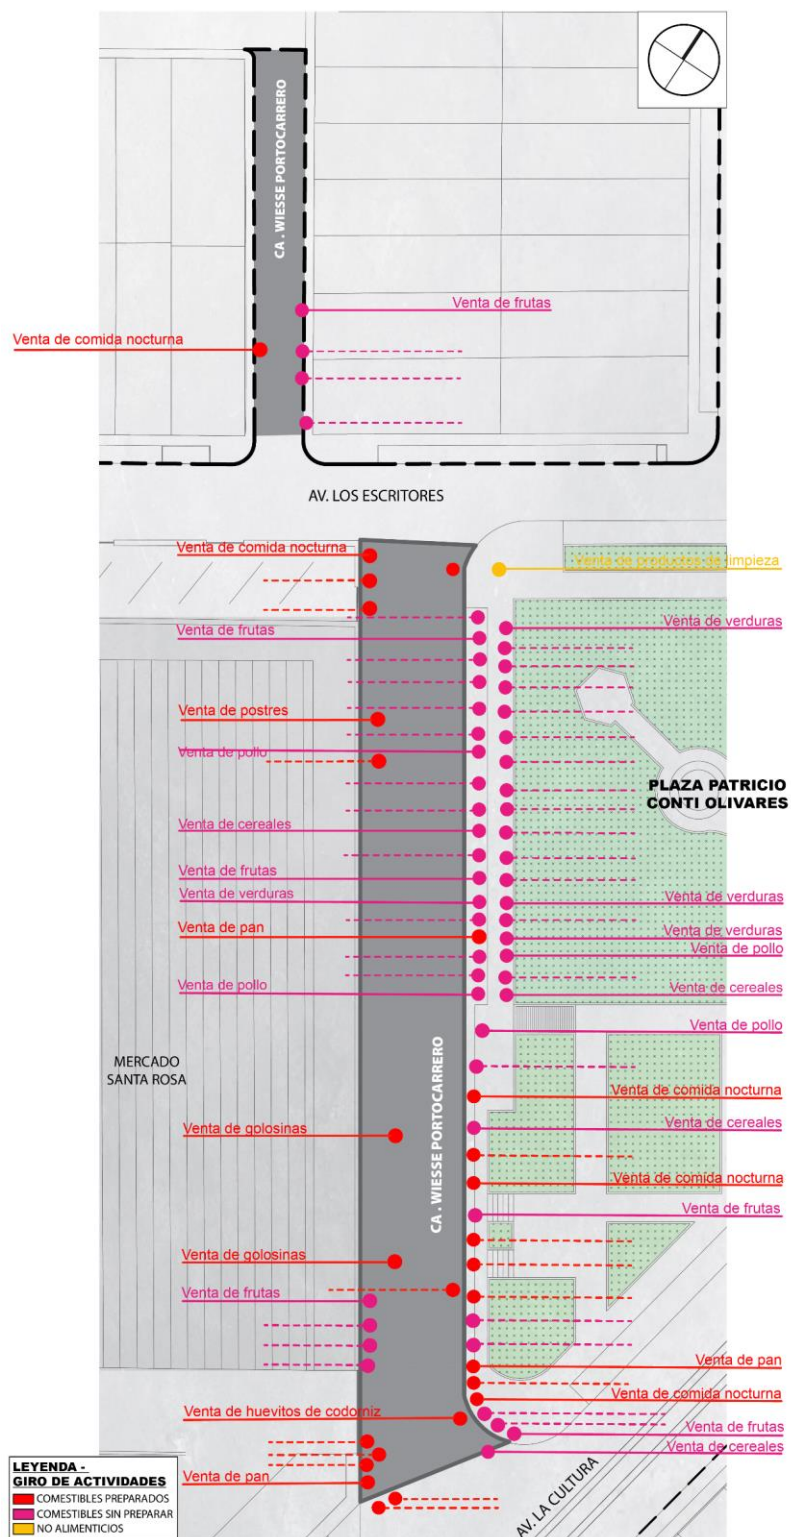 CA . WIESSE PORTOCARRERO
Venta de frutas
Venta de comida nocturna
AV. LOS ESCRITORES
Venta de comida nocturna
Venta de productos de limpieza
Venta de verduras
Venta de frutas
Venta de postres
Venta de pollo
PLAZA PATRICIO
CONTI OLIVARES
Venta de cereales
Venta de frutas
Venta de verduras
Venta de verduras
Venta de pan
Venta de verduras
Venta de pollo
Venta de pollo
Venta de cereales
Venta de pollo
MERCADO
SANTA ROSA
CA . WIESSE PORTOCARRERO
Venta de comida nocturna
Venta de golosinas
Venta de cereales
Venta de comida nocturna
Venta de frutas
Venta de golosinas
Venta de frutas
Venta de pan
Venta de comida nocturna
Venta de huevitos de codorniz
Venta de frutas
Venta de cereales
Venta de pan
AV. LA CULTURA
LEYENDA -
GIRO DE ACTIVIDADES
COMESTIBLES PREPARADOS
COMESTIBLES SIN PREPARAR
NO ALIMENTICIOS